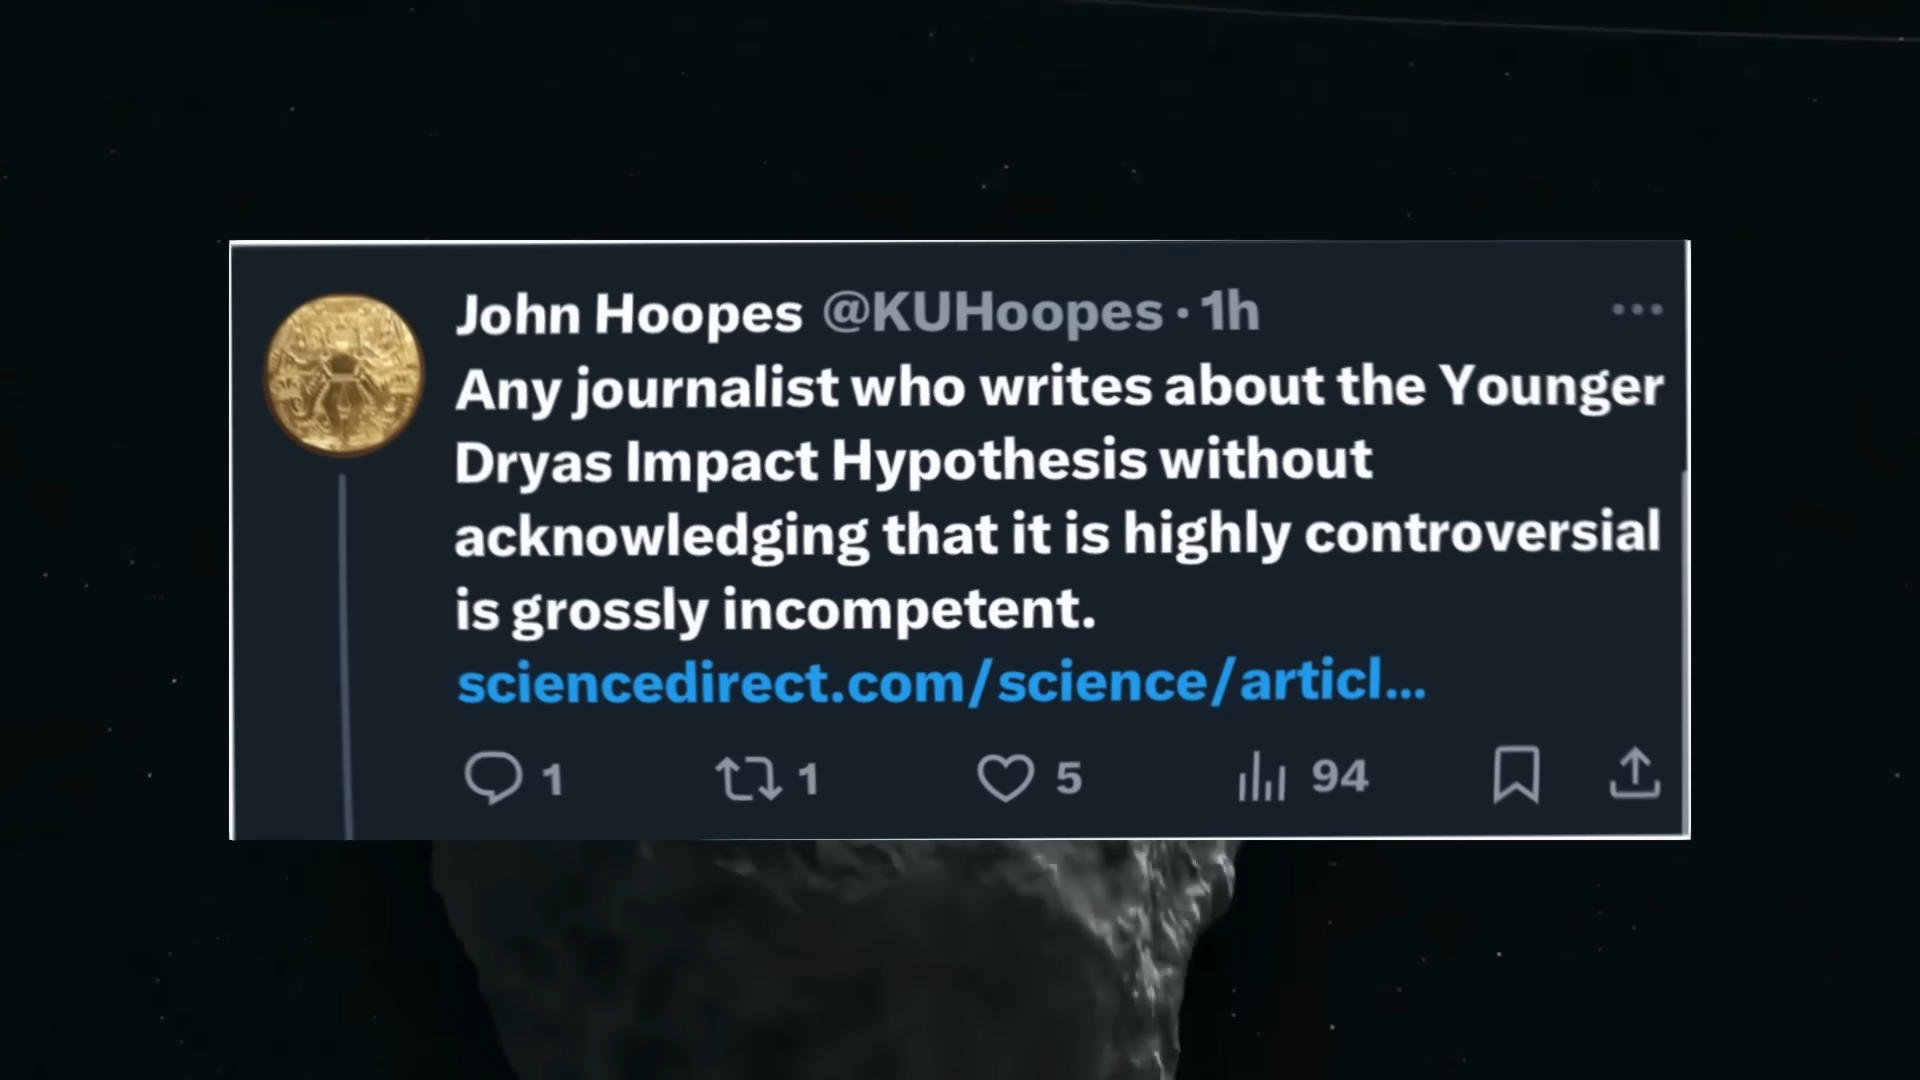 John Hoopes @KUHoopes · 1h
Any journalist who writes about the Younger
Dryas Impact Hypothesis without
acknowledging that it is highly controversial
is grossly incompetent.
sciencedirect.com/science/articl...
1 1 5 94